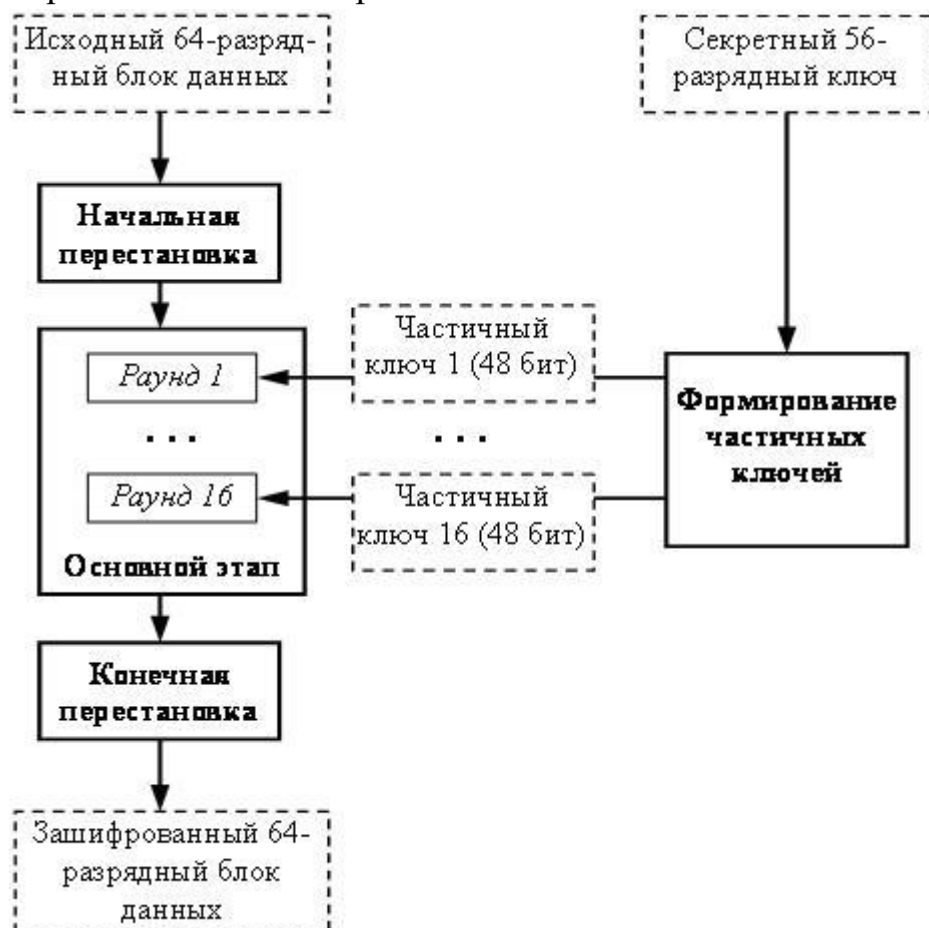 Исходный 64-разряд-
ный блок данных
Секретный 56-
разрядный ключ
Начальная
перестановка
Частичный
ключ 1 (48 бит)
Раунд 1
Формирование
частичных
ключей
. . .
. . .
Частичный
ключ 16 (48 бит)
Раунд 16
Основной этап
Конечная
перестановка
Зашифрованный 64-
разрядный блок
данных